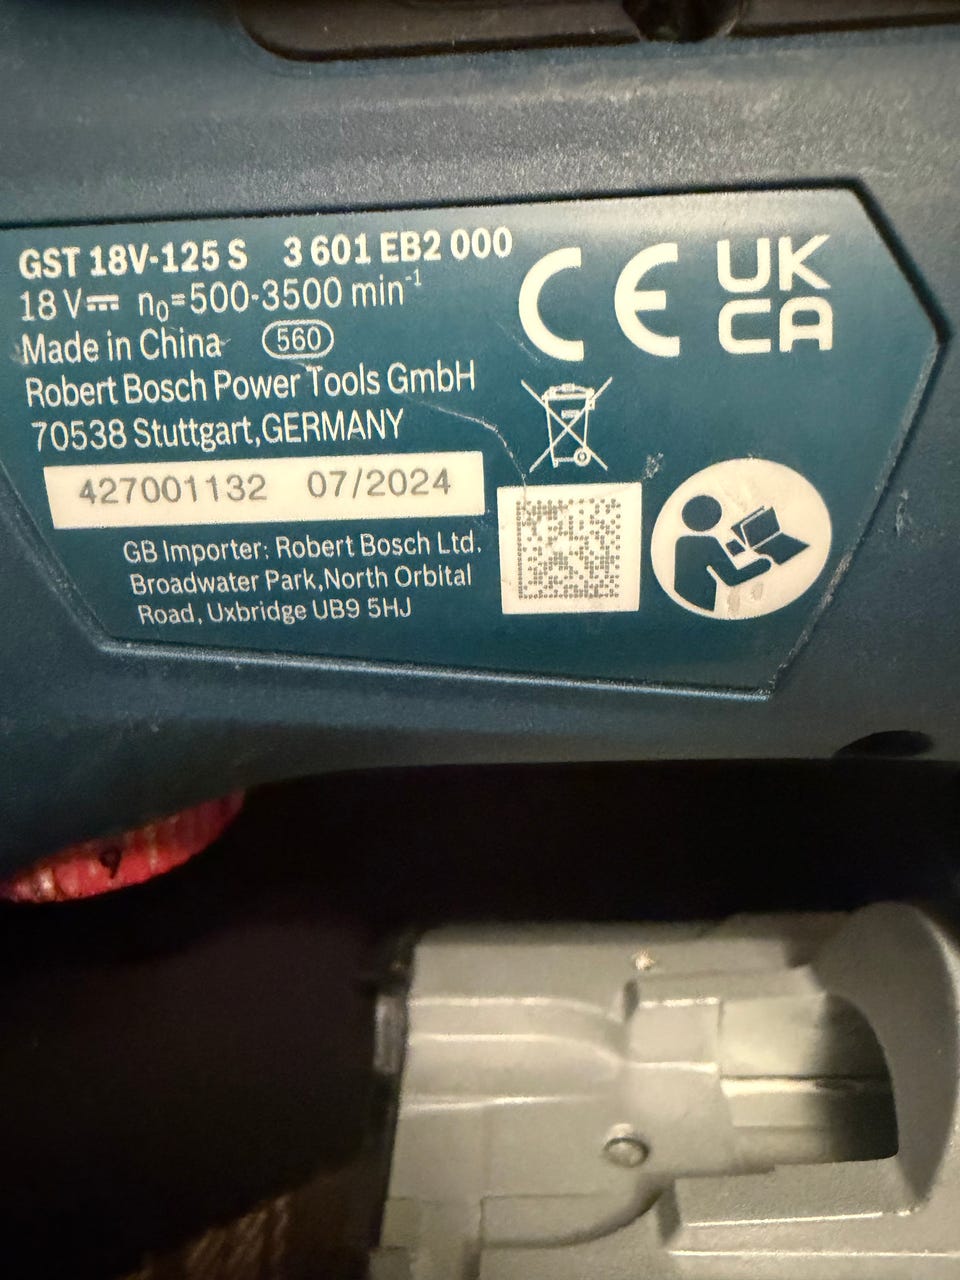 GST 18V-125 S 3 601 EB2 000
18 V⎓ n₀=500-3500 min⁻¹
Made in China 560
Robert Bosch Power Tools GmbH
70538 Stuttgart,GERMANY
427001132 07/2024
GB Importer: Robert Bosch Ltd.
Broadwater Park,North Orbital
Road, Uxbridge UB9 5HJ
CE
UK
CA